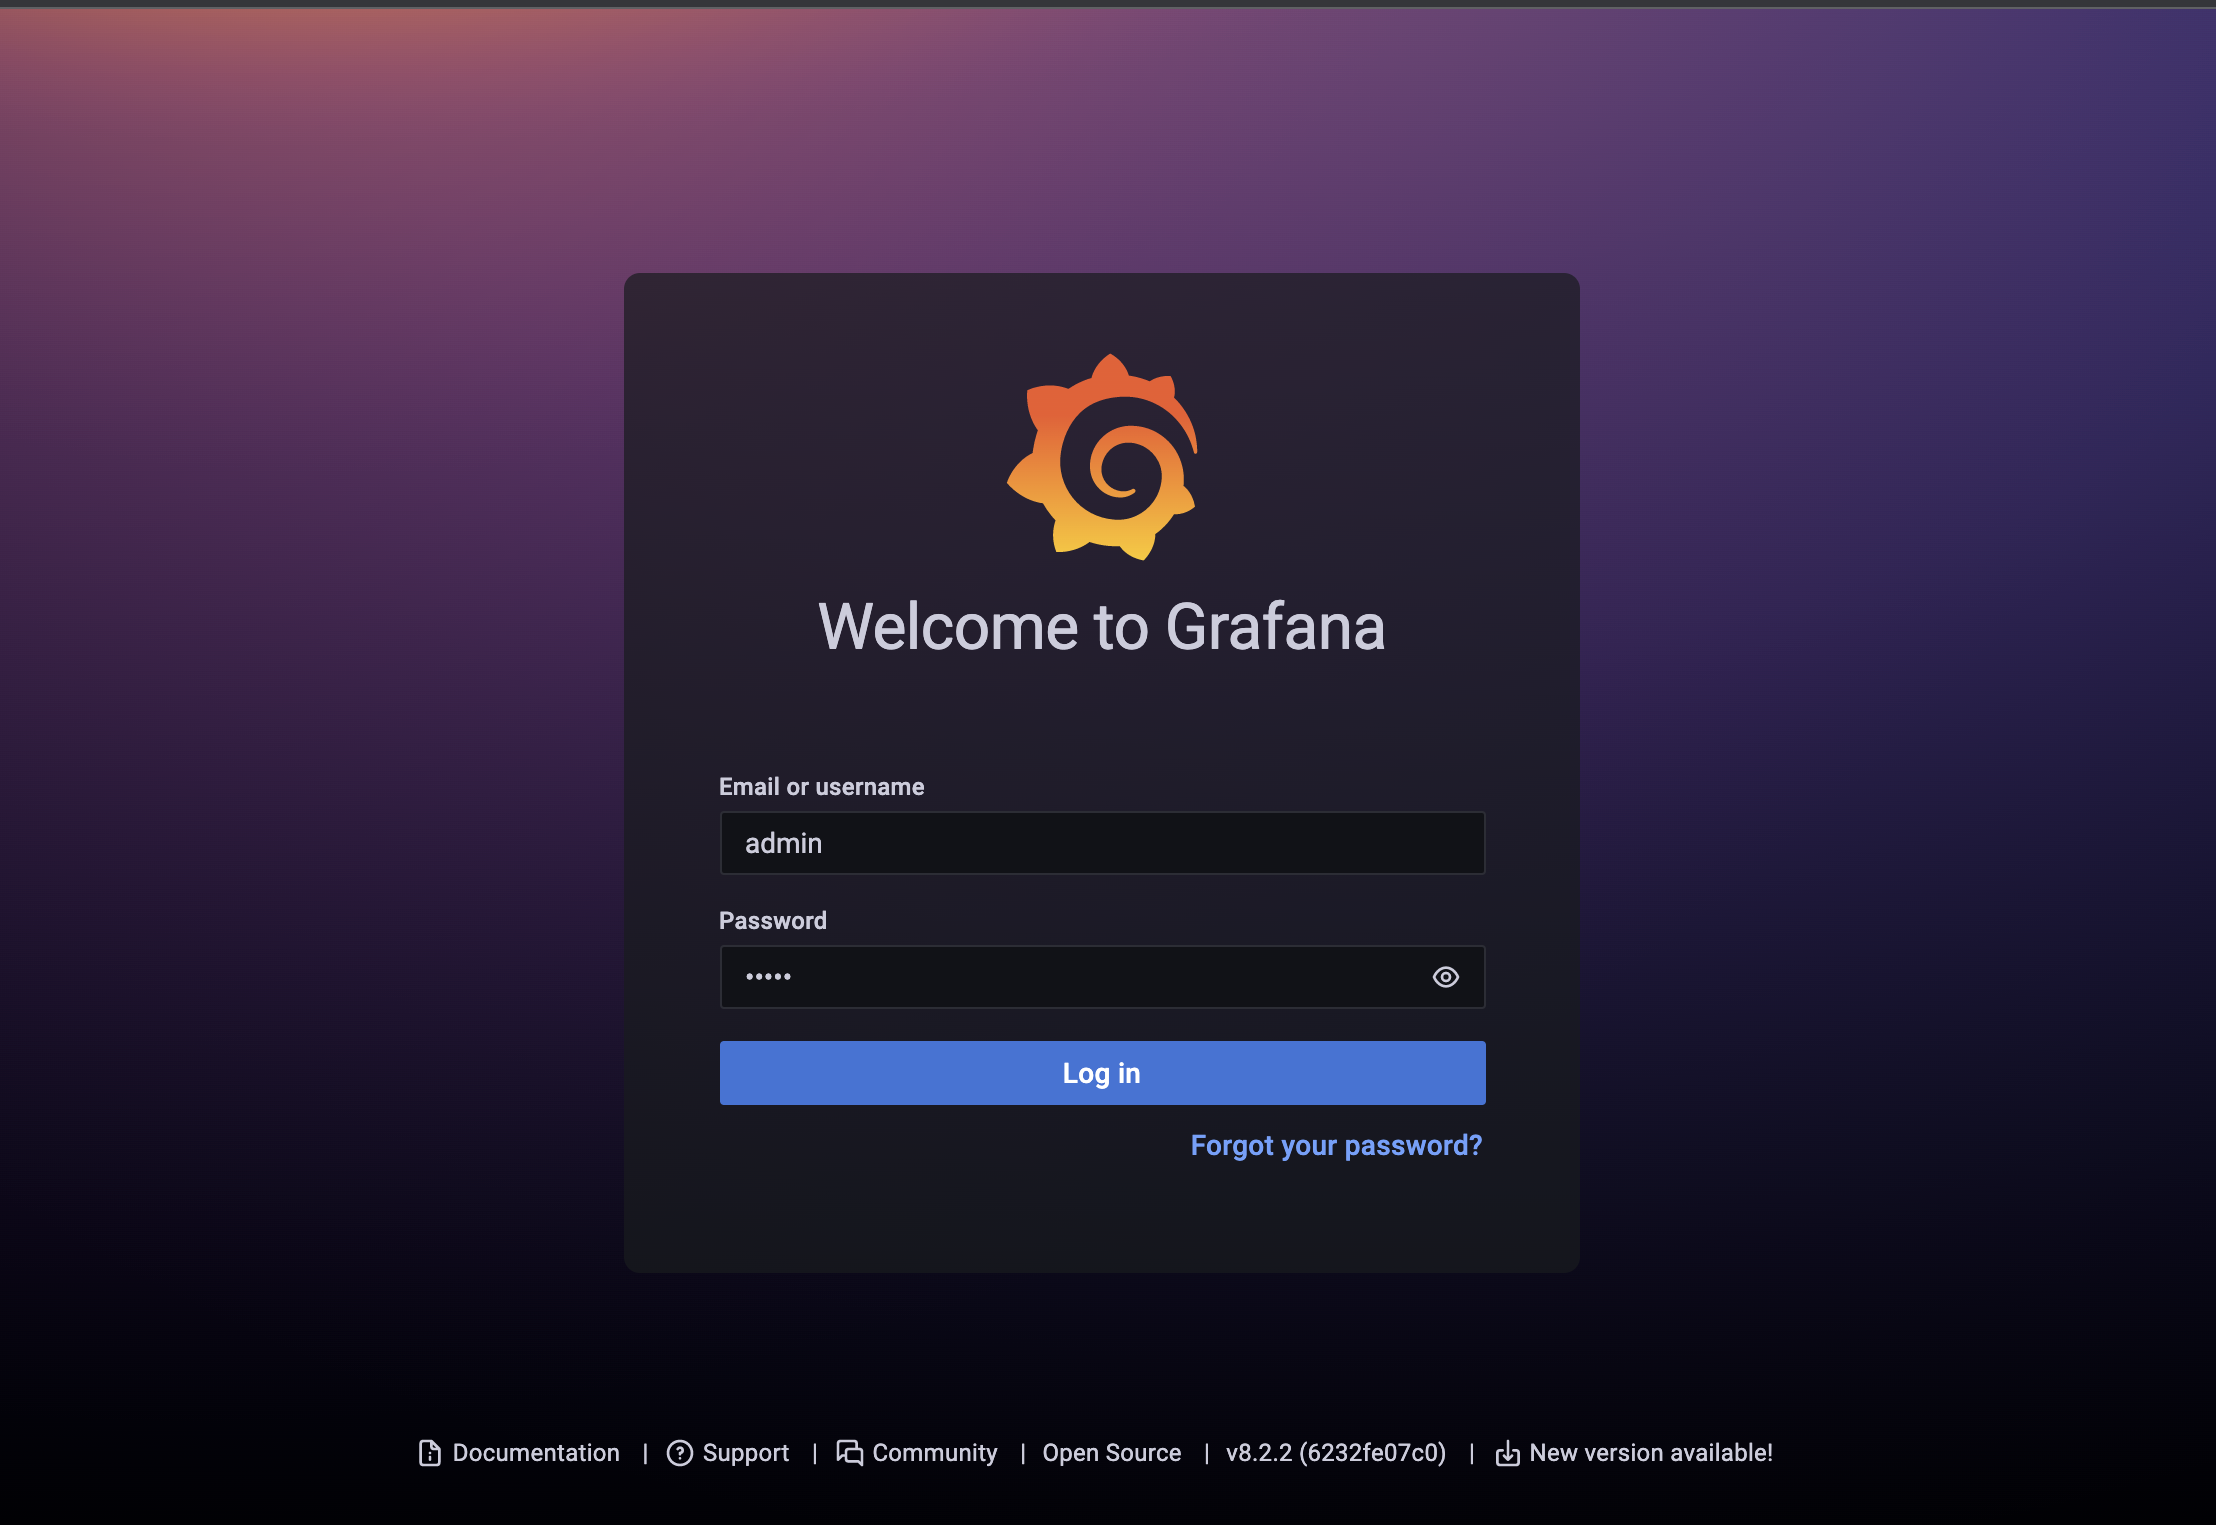 Welcome to Grafana
Email or username
admin
Password
•••••
Log in
Forgot your password?
Documentation | Support | Community | Open Source | v8.2.2 (6232fe07c0) | New version available!